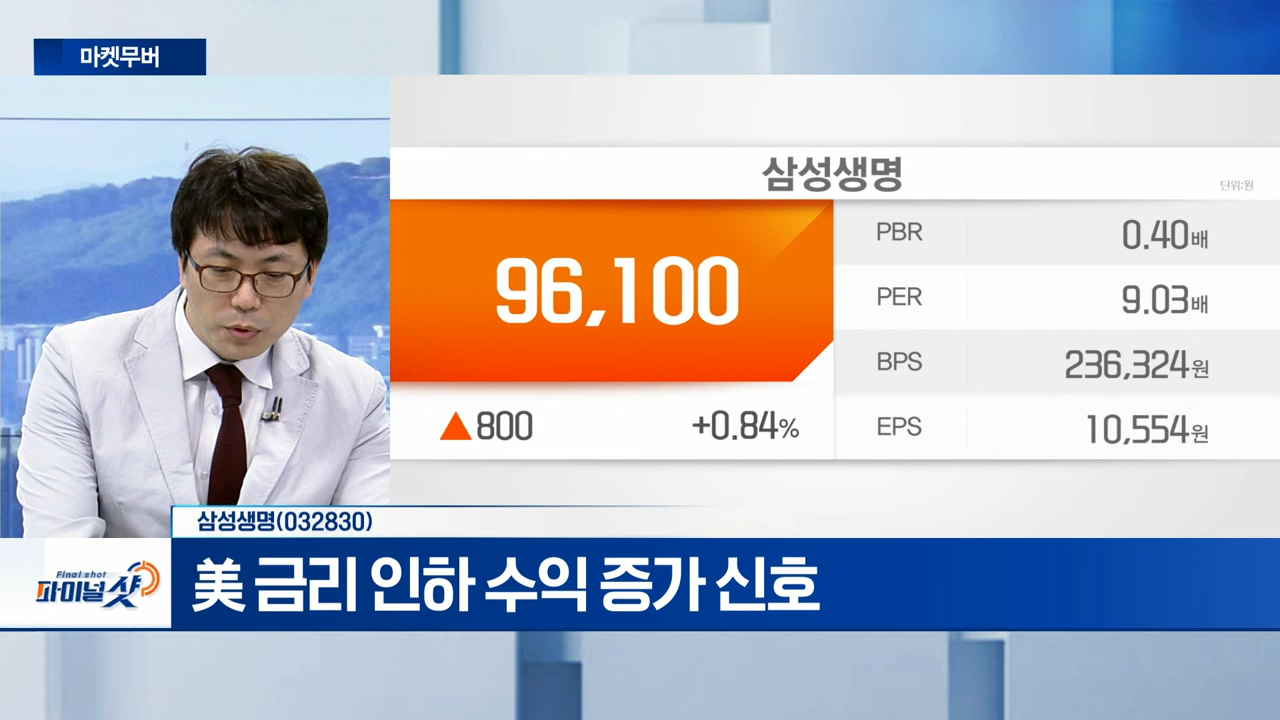 마켓무버
삼성생명
단위:원
96,100
▲800 +0.84%
PBR 0.40배
PER 9.03배
BPS 236,324원
EPS 10,554원
삼성생명(032830)
Final shot
파이널샷
美 금리 인하 수익 증가 신호